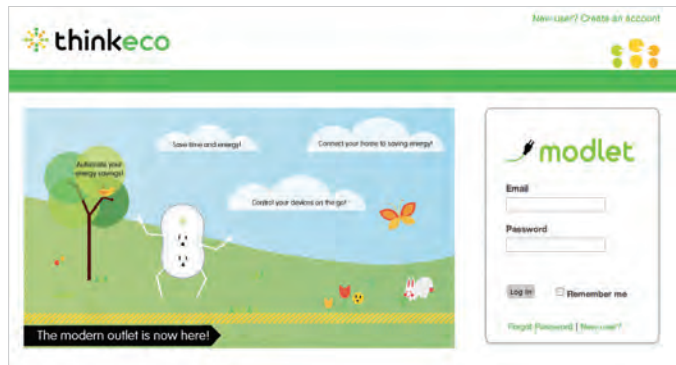 New user? Create an account
thinkeco
Save time and energy!
Connect your home to saving energy!
Automate your
energy savings!
Control your devices on the go!
The modern outlet is now here!
modlet
Email
Password
Log in
Remember me
Forgot Password | New user?